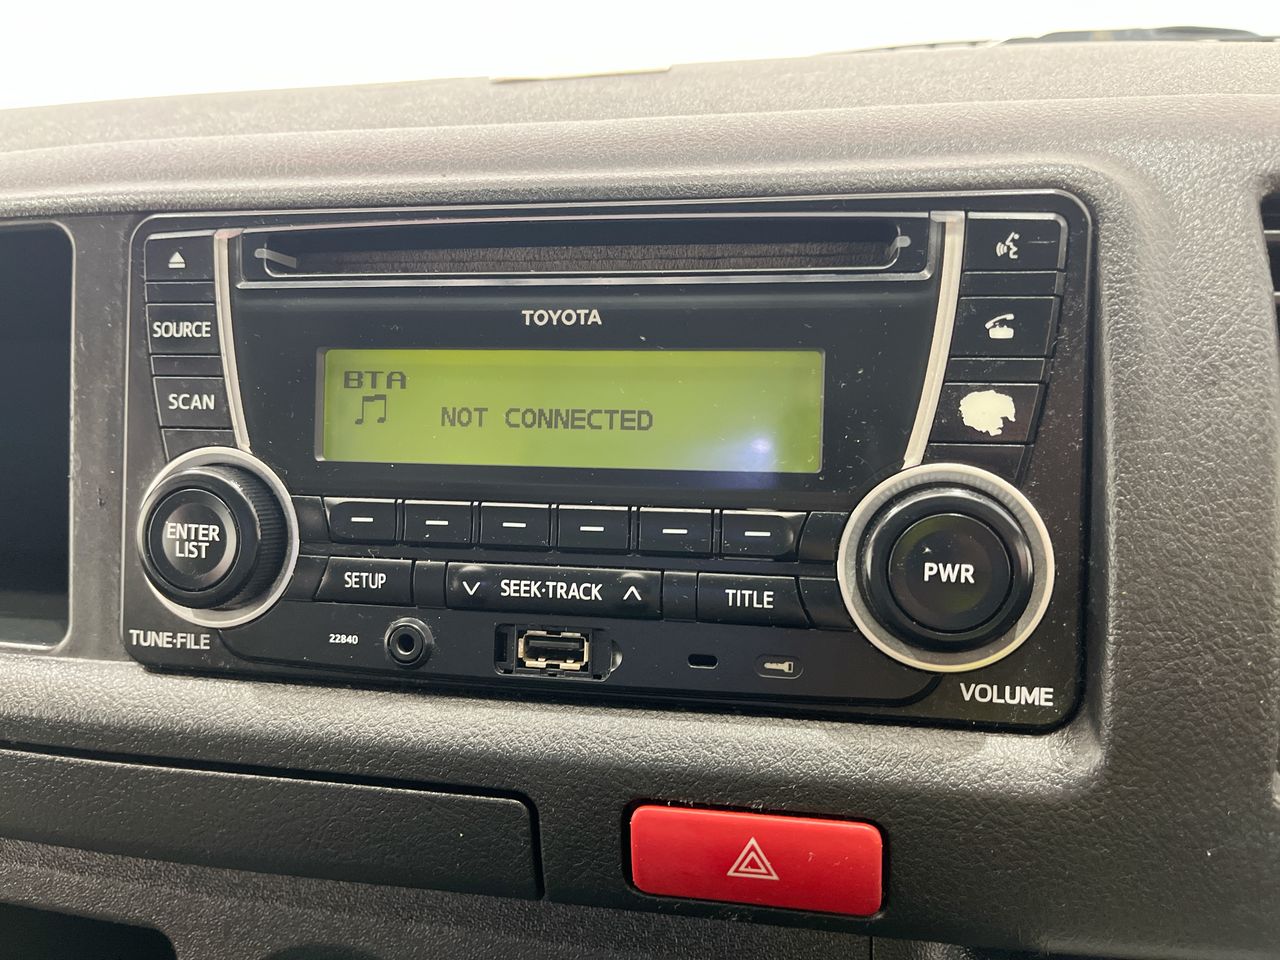 TOYOTA
SOURCE
SCAN
BTA
NOT CONNECTED
ENTER
LIST
PWR
SETUP
SEEK·TRACK
TITLE
TUNE·FILE
22840
VOLUME